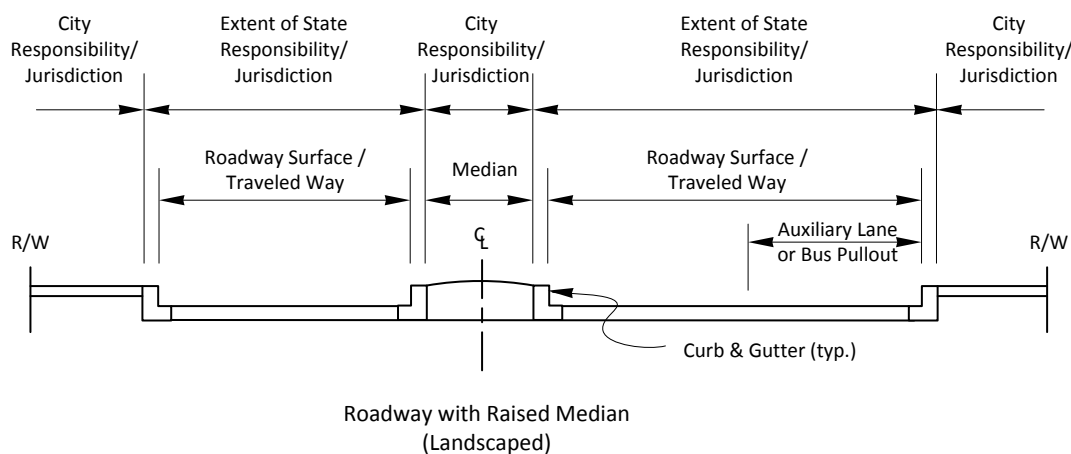 City
Responsibility/
Jurisdiction
Extent of State
Responsibility/
Jurisdiction
City
Responsibility/
Jurisdiction
Extent of State
Responsibility/
Jurisdiction
City
Responsibility/
Jurisdiction
Roadway Surface /
Traveled Way
Median
Roadway Surface /
Traveled Way
R/W
CL
Auxiliary Lane
or Bus Pullout
R/W
Curb & Gutter (typ.)
Roadway with Raised Median
(Landscaped)